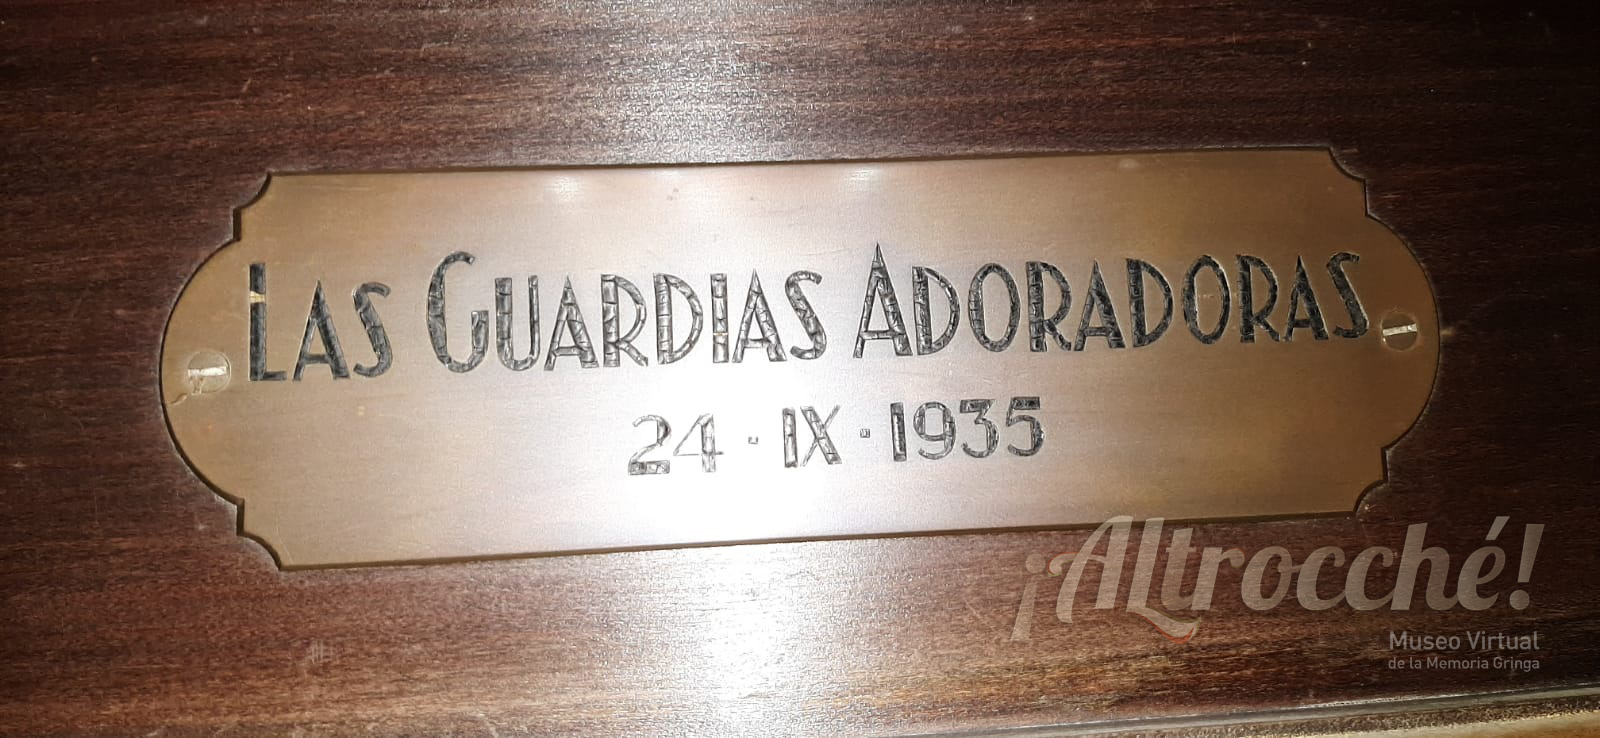 LAS GUARDIAS ADORADORAS
24 · IX · 1935
¡Altrocché!
Museo Virtual
de la Memoria Gringa